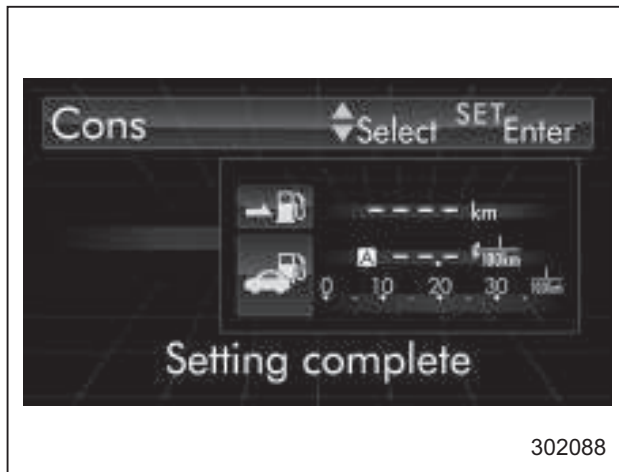 Cons Select SET Enter
---- km
A --.- L/100km
0 10 20 30 L/100km
Setting complete
302088